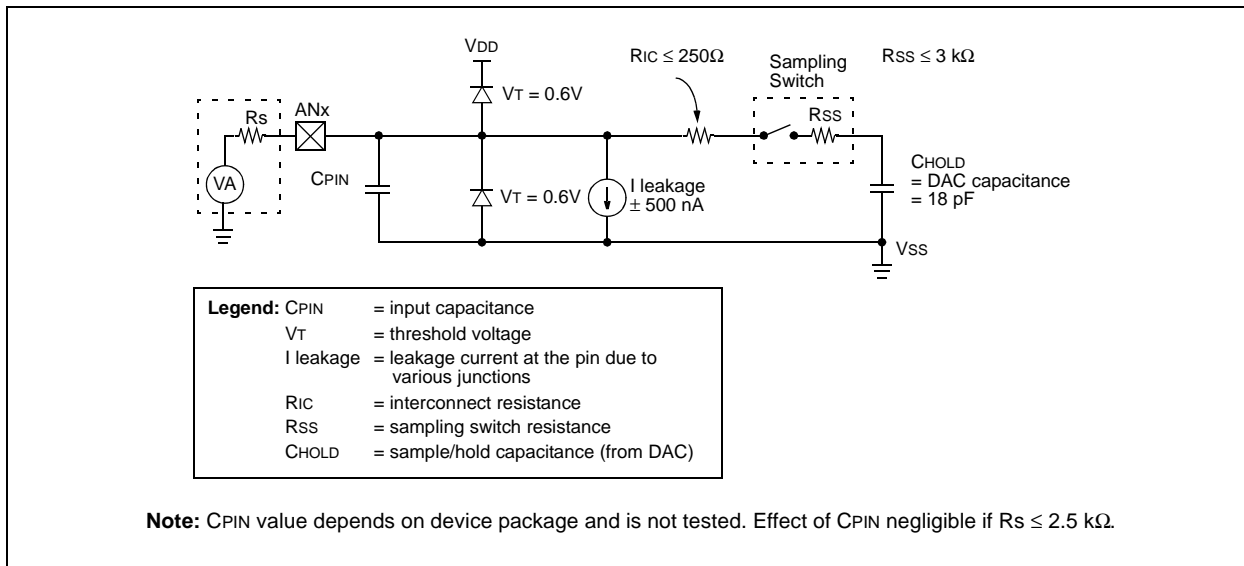 VDD
RIC ≤ 250Ω
Sampling
Switch
RSS ≤ 3 kΩ
VT = 0.6V
ANx
Rs
RSS
VA
CPIN
VT = 0.6V
I leakage
± 500 nA
CHOLD
= DAC capacitance
= 18 pF
VSS
Legend: CPIN = input capacitance
VT = threshold voltage
I leakage = leakage current at the pin due to
various junctions
RIC = interconnect resistance
RSS = sampling switch resistance
CHOLD = sample/hold capacitance (from DAC)
Note: CPIN value depends on device package and is not tested. Effect of CPIN negligible if Rs ≤ 2.5 kΩ.